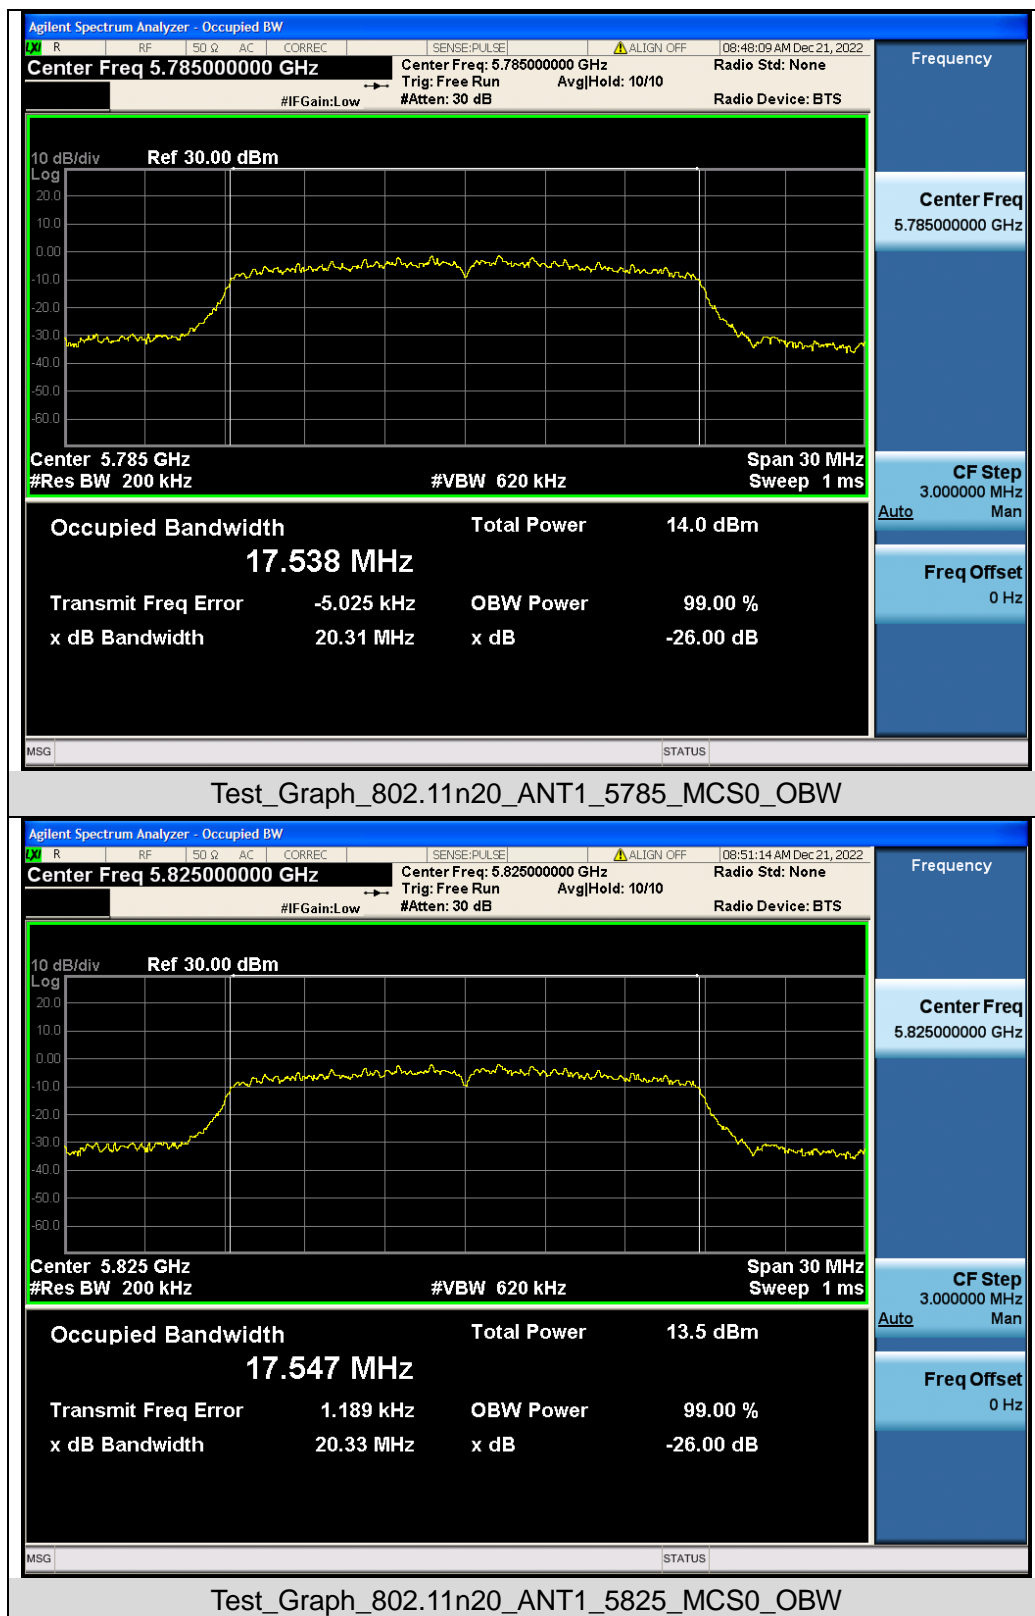 Agilent Spectrum Analyzer - Occupied BW
LXI R RF 50 Ω AC CORREC SENSE:PULSE ALIGN OFF 08:48:09 AM Dec 21, 2022
Center Freq 5.785000000 GHz
Center Freq: 5.785000000 GHz
Radio Std: None
Trig: Free Run Avg|Hold: 10/10
#IFGain:Low #Atten: 30 dB Radio Device: BTS
Frequency
10 dB/div Ref 30.00 dBm
Log
20.0
10.0
0.00
-10.0
-20.0
-30.0
-40.0
-50.0
-60.0
Center Freq
5.785000000 GHz
Center 5.785 GHz Span 30 MHz
#Res BW 200 kHz #VBW 620 kHz Sweep 1 ms
CF Step
3.000000 MHz
Auto Man
Occupied Bandwidth Total Power 14.0 dBm
17.538 MHz
Transmit Freq Error -5.025 kHz OBW Power 99.00 %
x dB Bandwidth 20.31 MHz x dB -26.00 dB
Freq Offset
0 Hz
MSG STATUS
Test_Graph_802.11n20_ANT1_5785_MCS0_OBW
Agilent Spectrum Analyzer - Occupied BW
LXI R RF 50 Ω AC CORREC SENSE:PULSE ALIGN OFF 08:51:14 AM Dec 21, 2022
Center Freq 5.825000000 GHz
Center Freq: 5.825000000 GHz
Radio Std: None
Trig: Free Run Avg|Hold: 10/10
#IFGain:Low #Atten: 30 dB Radio Device: BTS
Frequency
10 dB/div Ref 30.00 dBm
Log
20.0
10.0
0.00
-10.0
-20.0
-30.0
-40.0
-50.0
-60.0
Center Freq
5.825000000 GHz
Center 5.825 GHz Span 30 MHz
#Res BW 200 kHz #VBW 620 kHz Sweep 1 ms
CF Step
3.000000 MHz
Auto Man
Occupied Bandwidth Total Power 13.5 dBm
17.547 MHz
Transmit Freq Error 1.189 kHz OBW Power 99.00 %
x dB Bandwidth 20.33 MHz x dB -26.00 dB
Freq Offset
0 Hz
MSG STATUS
Test_Graph_802.11n20_ANT1_5825_MCS0_OBW